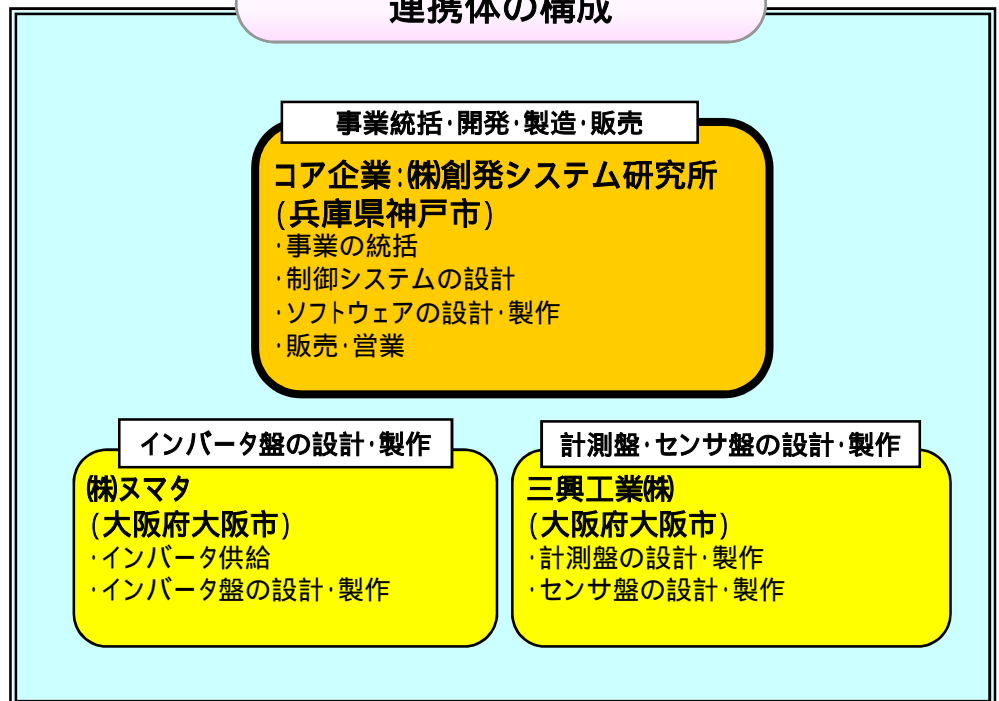 連携体の構成
事業統括・開発・製造・販売
コア企業:㈱創発システム研究所
(兵庫県神戸市)
・事業の統括
・制御システムの設計
・ソフトウェアの設計・製作
・販売・営業
インバータ盤の設計・製作
㈱ヌマタ
(大阪府大阪市)
・インバータ供給
・インバータ盤の設計・製作
計測盤・センサ盤の設計・製作
三興工業㈱
(大阪府大阪市)
・計測盤の設計・製作
・センサ盤の設計・製作